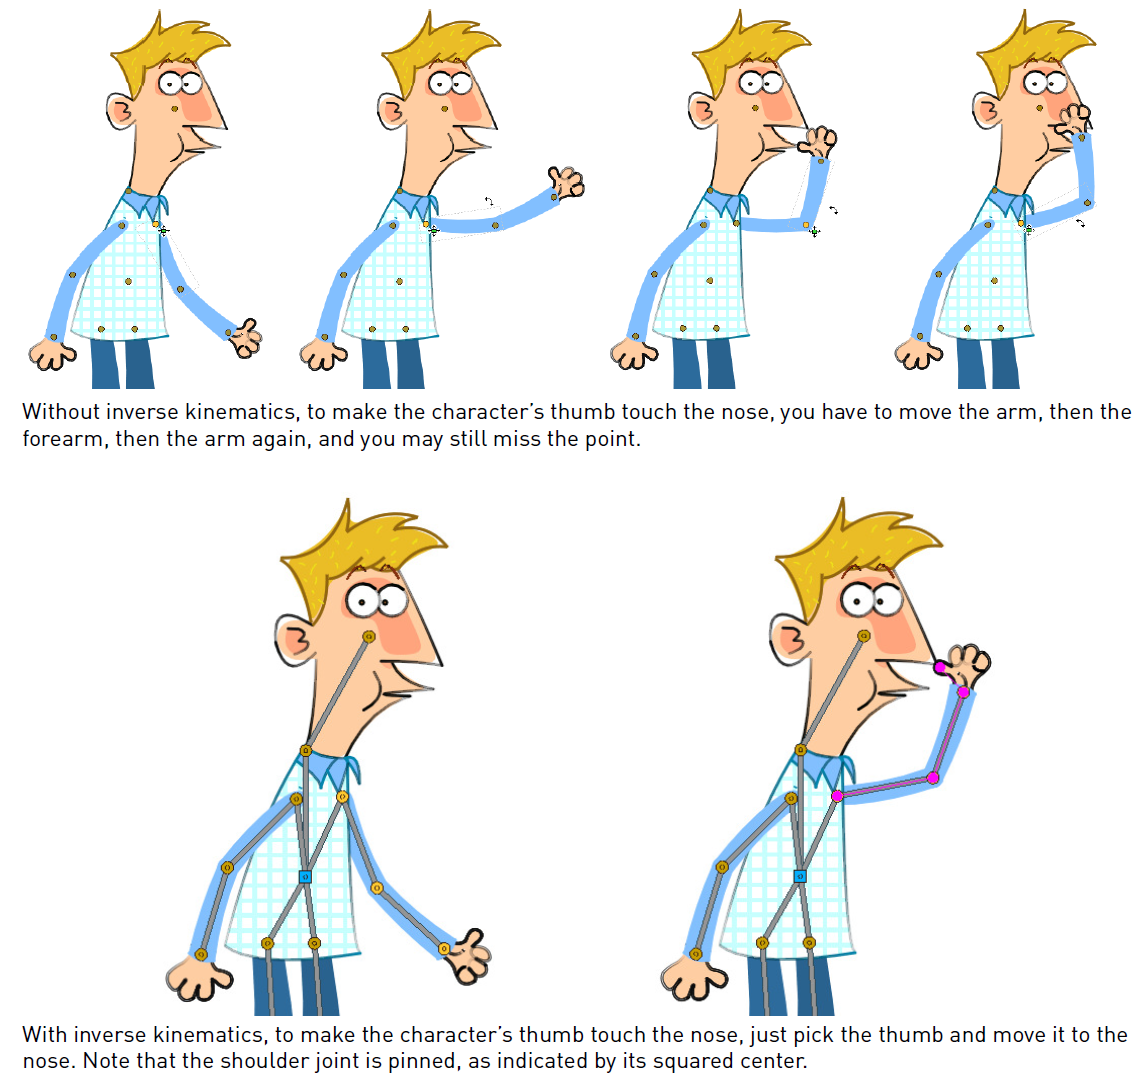 Without inverse kinematics, to make the character’s thumb touch the nose, you have to move the arm, then the
forearm, then the arm again, and you may still miss the point.
With inverse kinematics, to make the character’s thumb touch the nose, just pick the thumb and move it to the
nose. Note that the shoulder joint is pinned, as indicated by its squared center.